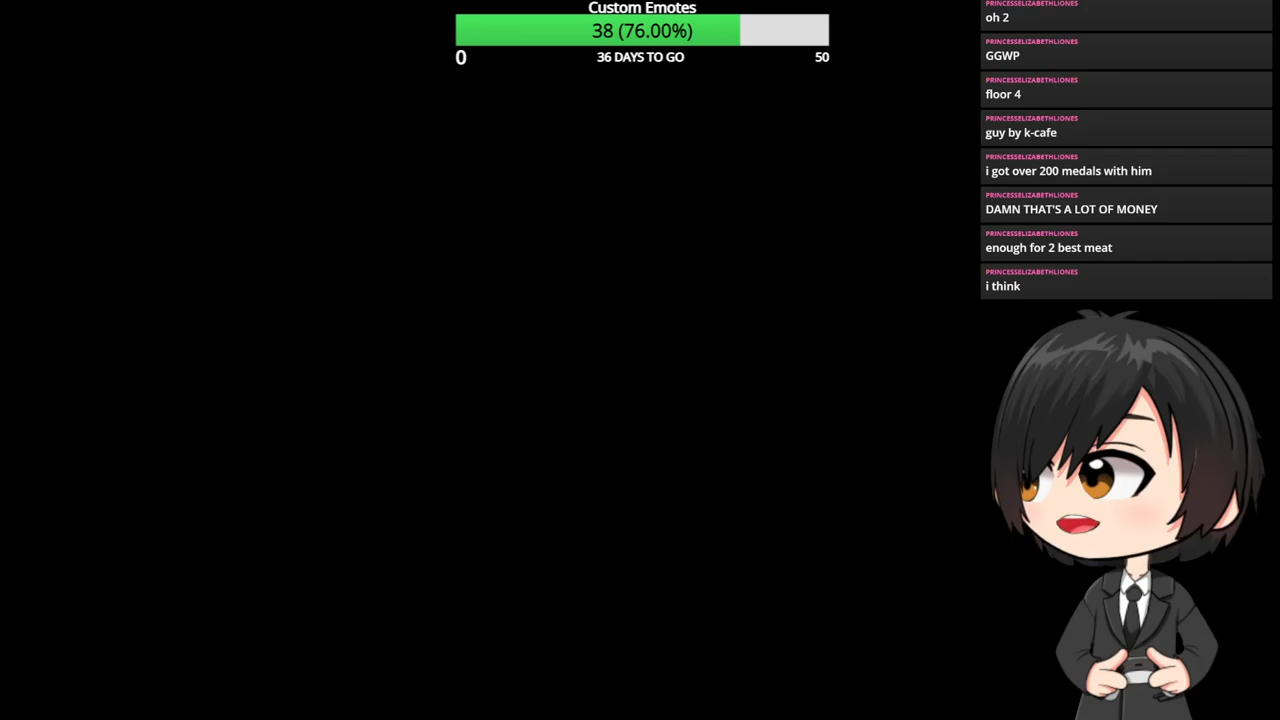 Custom Emotes
38 (76.00%)
0
36 DAYS TO GO
50
PRINCESSELIZABETHLIONES
oh 2
PRINCESSELIZABETHLIONES
GGWP
PRINCESSELIZABETHLIONES
floor 4
PRINCESSELIZABETHLIONES
guy by k-cafe
PRINCESSELIZABETHLIONES
i got over 200 medals with him
PRINCESSELIZABETHLIONES
DAMN THAT'S A LOT OF MONEY
PRINCESSELIZABETHLIONES
enough for 2 best meat
PRINCESSELIZABETHLIONES
i think